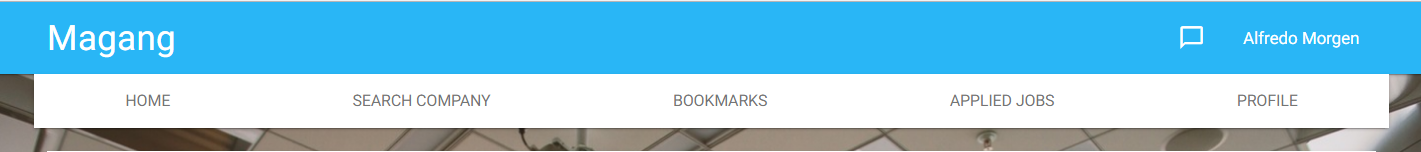 Magang
Alfredo Morgen
HOME
SEARCH COMPANY
BOOKMARKS
APPLIED JOBS
PROFILE